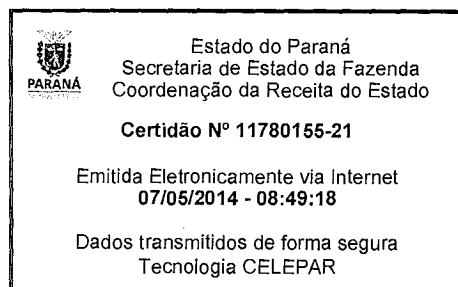 PARANÁ
Estado do Paraná
Secretaria de Estado da Fazenda
Coordenação da Receita do Estado
Certidão Nº 11780155-21
Emitida Eletronicamente via Internet
07/05/2014 - 08:49:18
Dados transmitidos de forma segura
Tecnologia CELEPAR